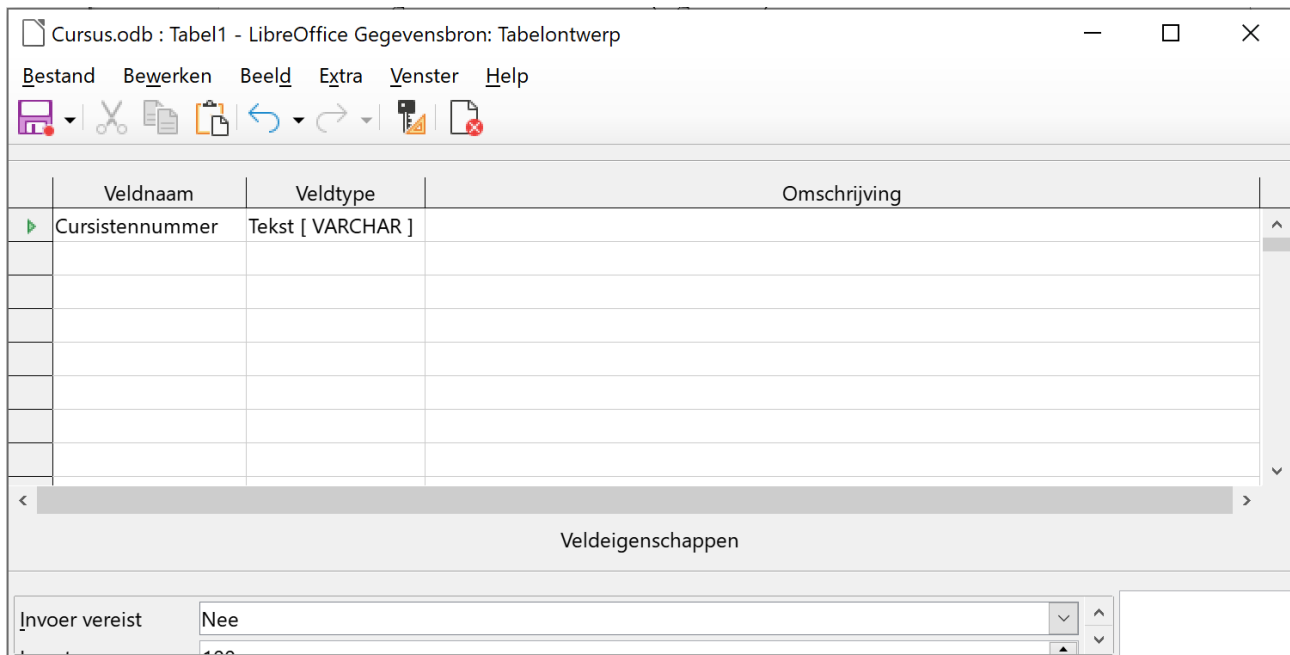 Cursus.odb : Tabel1 - LibreOffice Gegevensbron: Tabelontwerp
Bestand Bewerken Beeld Extra Venster Help
Veldnaam Veldtype Omschrijving
Cursistennummer Tekst [ VARCHAR ]
Veldeigenschappen
Invoer vereist Nee